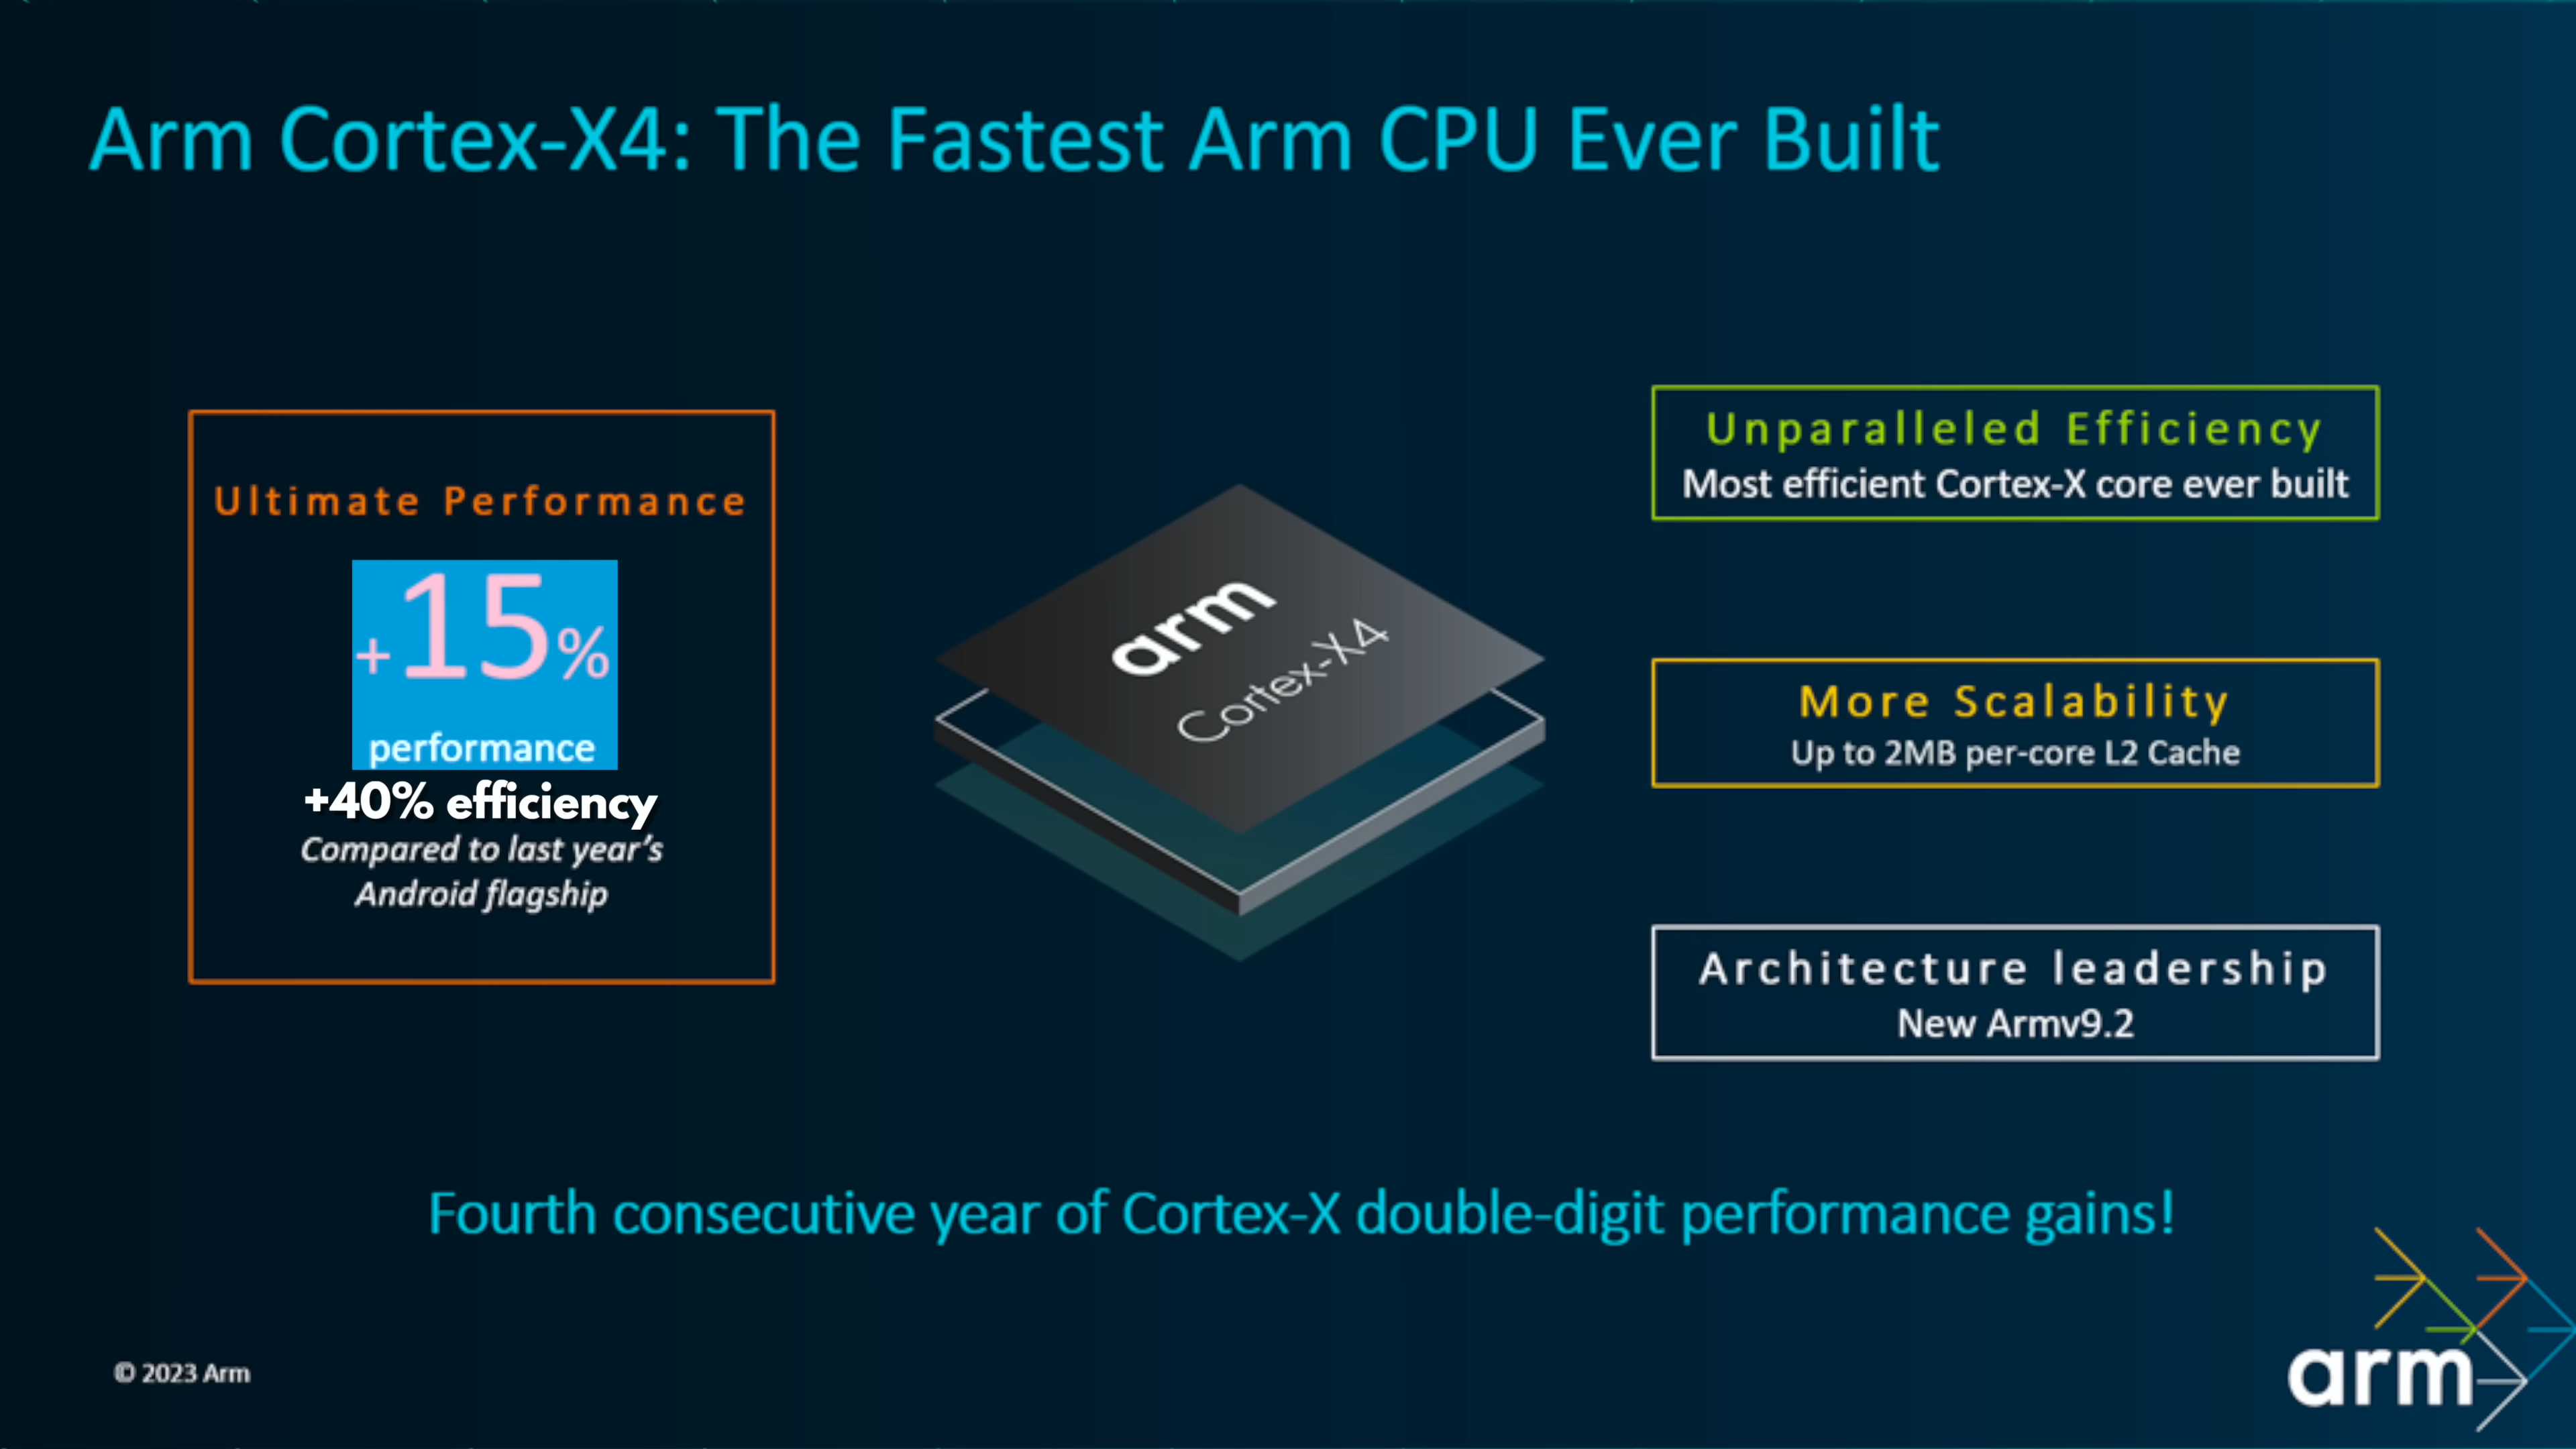 Arm Cortex-X4: The Fastest Arm CPU Ever Built
Ultimate Performance
+15%
performance
+40% efficiency
Compared to last year's
Android flagship
arm
Cortex-X4
Unparalleled Efficiency
Most efficient Cortex-X core ever built
More Scalability
Up to 2MB per-core L2 Cache
Architecture leadership
New Armv9.2
Fourth consecutive year of Cortex-X double-digit performance gains!
© 2023 Arm
arm